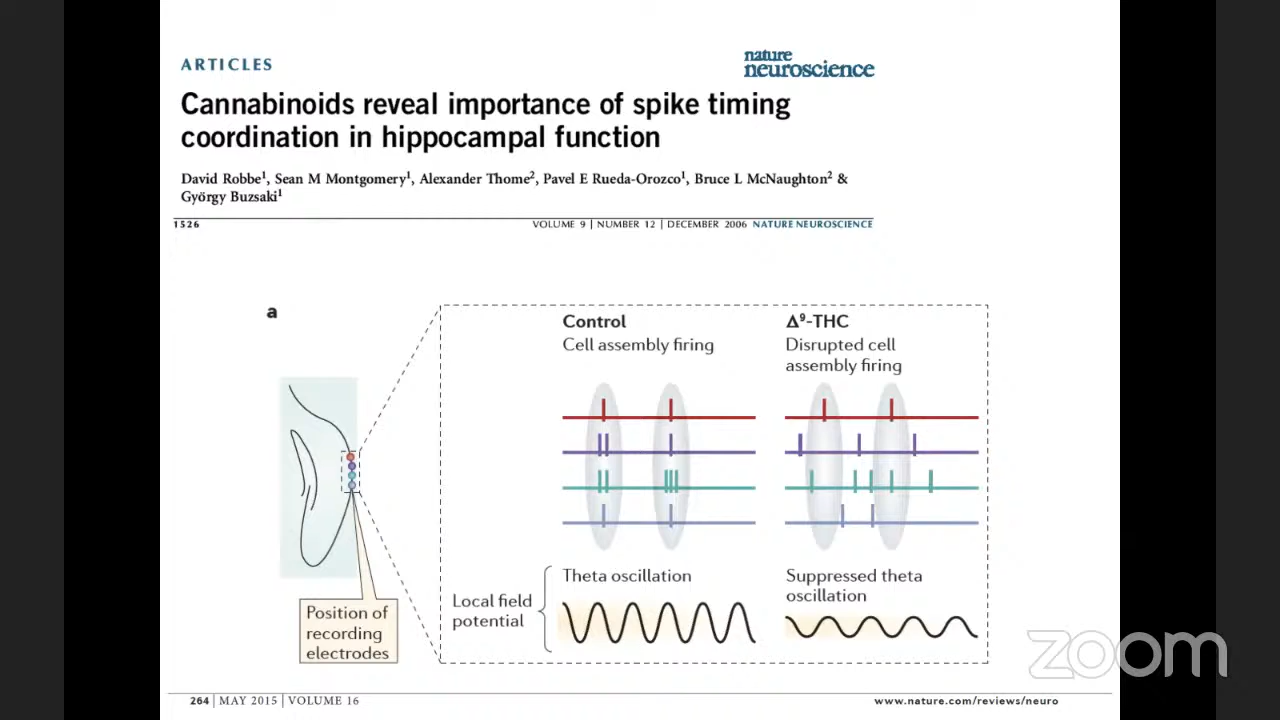 ARTICLES
nature
neuroscience
Cannabinoids reveal importance of spike timing
coordination in hippocampal function
David Robbe1, Sean M Montgomery1, Alexander Thome2, Pavel E Rueda-Orozco1, Bruce L McNaughton2 &
György Buzsaki1
1526
VOLUME 9 | NUMBER 12 | DECEMBER 2006 NATURE NEUROSCIENCE
a
Control
Cell assembly firing
Δ9-THC
Disrupted cell
assembly firing
Theta oscillation
Suppressed theta
oscillation
Local field
potential
Position of
recording
electrodes
264 | MAY 2015 | VOLUME 16
www.nature.com/reviews/neuro
zoom